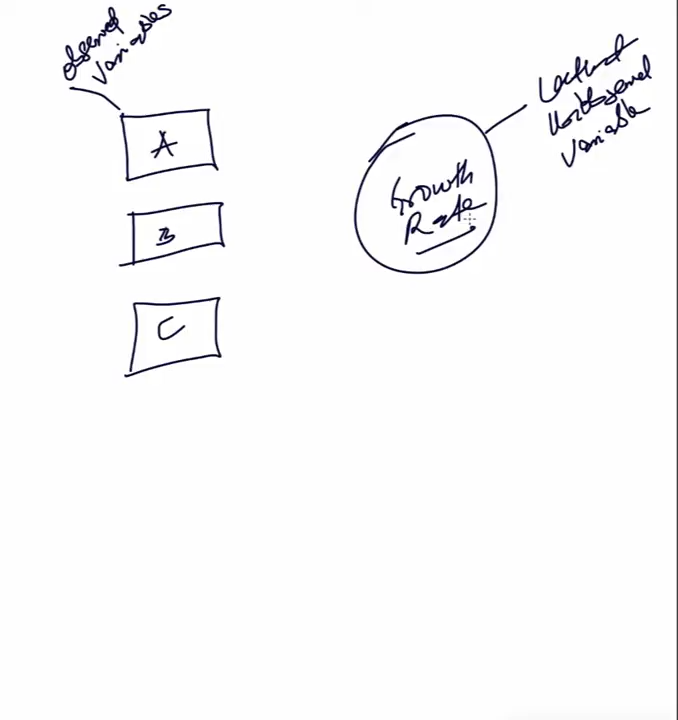 Observed
Variables
A
B
C
Growth
Rate
Latent
Unobserved
Variable